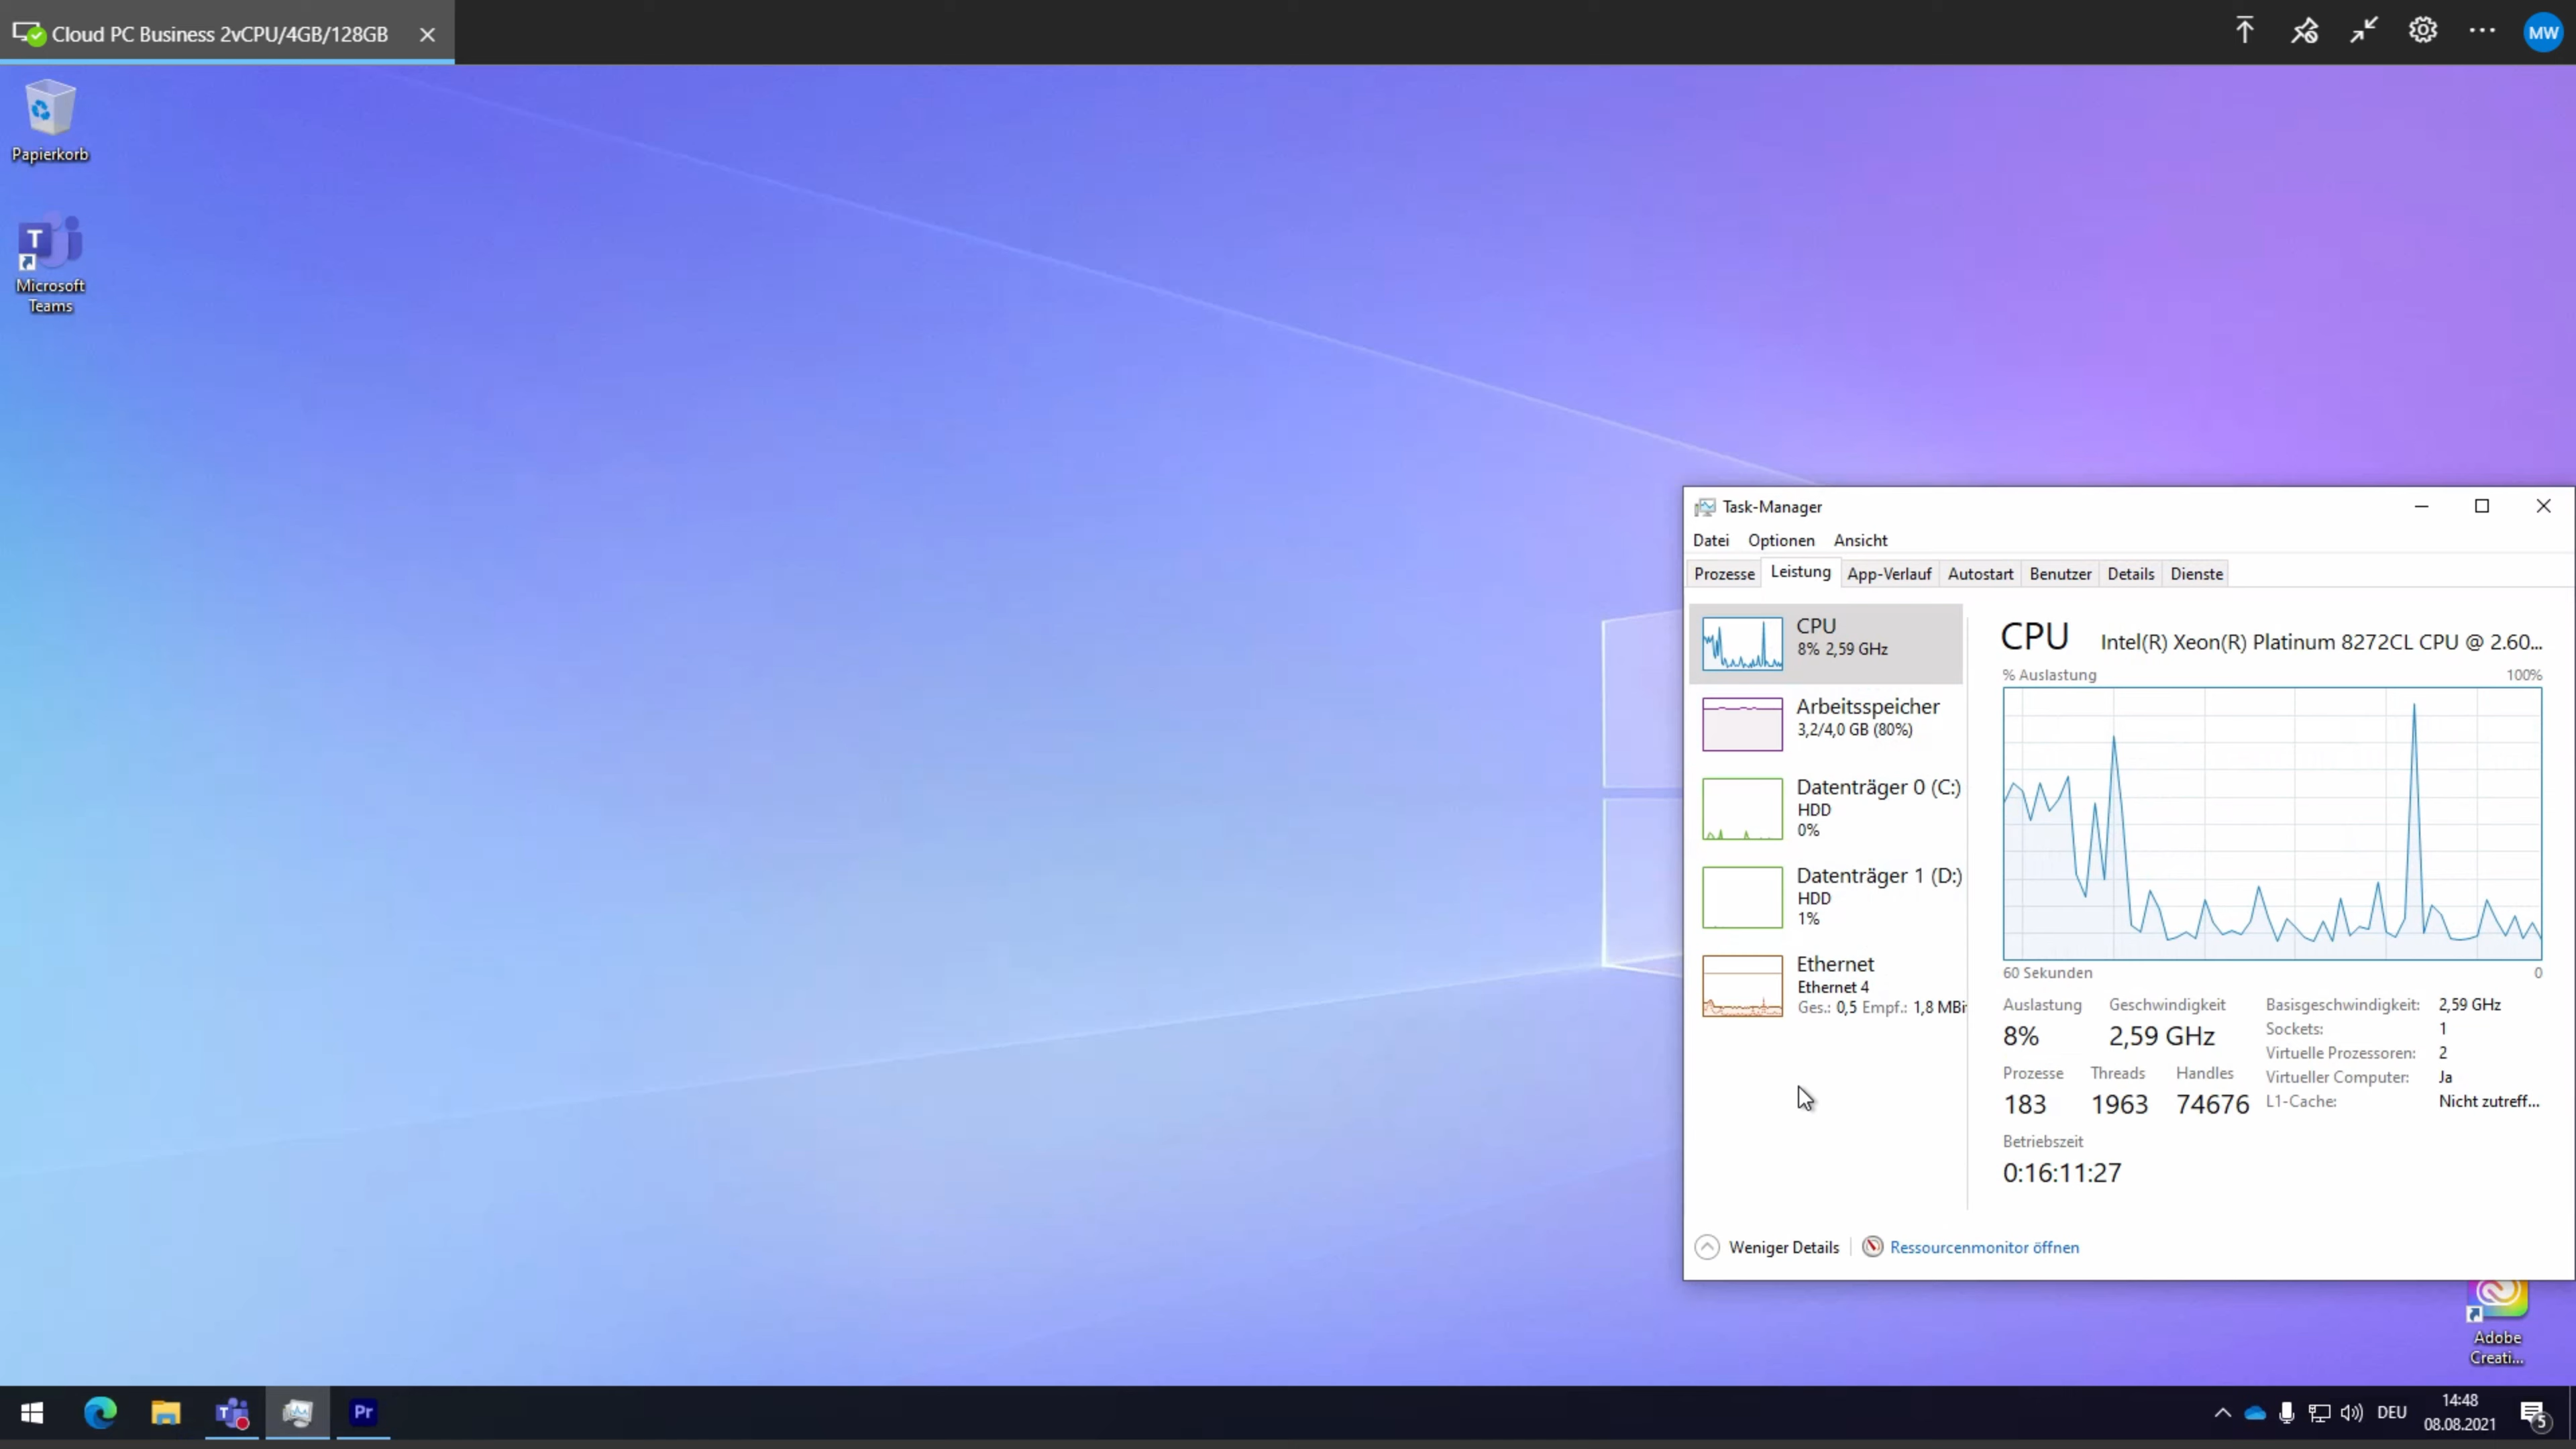 Cloud PC Business 2vCPU/4GB/128GB
MW
Papierkorb
T
Microsoft
Teams
Task-Manager
Datei Optionen Ansicht
Prozesse Leistung App-Verlauf Autostart Benutzer Details Dienste
CPU
8% 2,59 GHz
Arbeitsspeicher
3,2/4,0 GB (80%)
Datenträger 0 (C:)
HDD
0%
Datenträger 1 (D:)
HDD
1%
Ethernet
Ethernet 4
Ges.: 0,5 Empf.: 1,8 MBi
CPU Intel(R) Xeon(R) Platinum 8272CL CPU @ 2.60...
% Auslastung 100%
60 Sekunden 0
Auslastung Geschwindigkeit
8% 2,59 GHz
Prozesse Threads Handles
183 1963 74676
Betriebszeit
0:16:11:27
Basisgeschwindigkeit: 2,59 GHz
Sockets: 1
Virtuelle Prozessoren: 2
Virtueller Computer: Ja
L1-Cache: Nicht zutreff...
Weniger Details Ressourcenmonitor öffnen
Adobe
Creati...
T Pr
DEU
14:48
08.08.2021
5